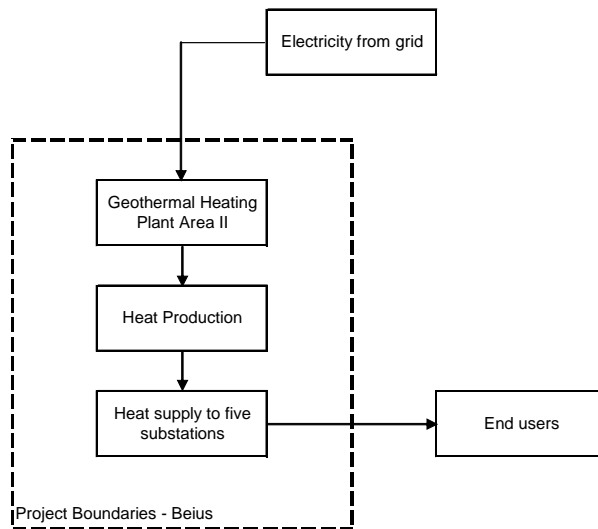 Electricity from grid
Geothermal Heating
Plant Area II
Heat Production
Heat supply to five
substations
End users
Project Boundaries - Beius